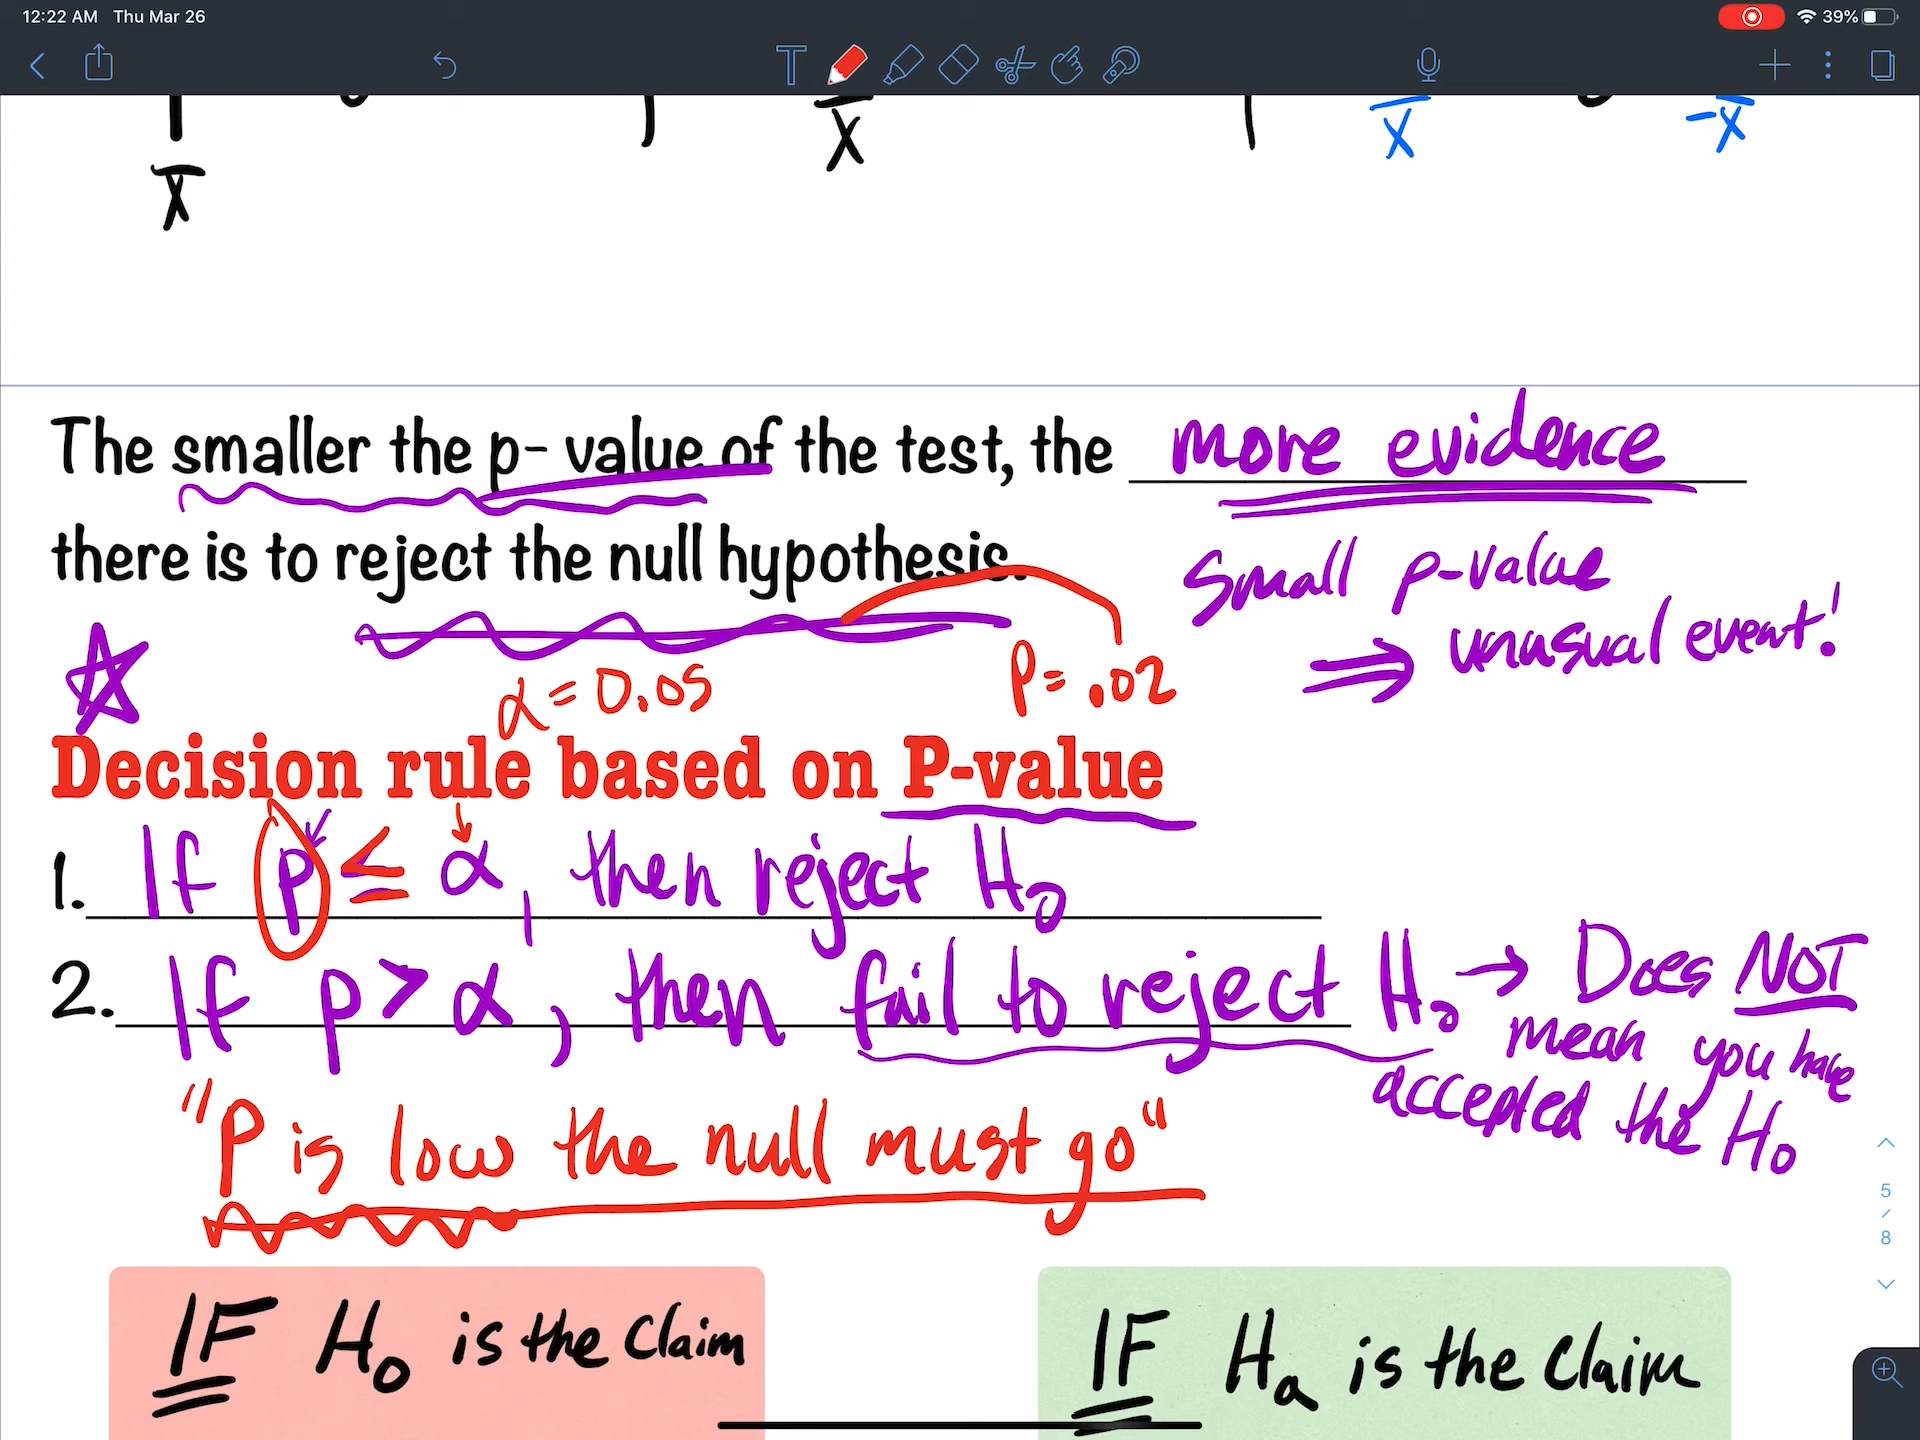 12:22 AM Thu Mar 26
39%
T
x
x
x
-x
The smaller the p- value of the test, the more evidence
there is to reject the null hypothesis.
Small p-value
⇒ unusual event!
α = 0.05
P = .02
Decision rule based on P-value
1. If p ≤ α, then reject H₀
2. If p > α, then fail to reject H₀ → Does NOT
mean you have
accepted the H₀
"P is low the null must go"
5
/
8
IF H₀ is the Claim
IF Hₐ is the Claim